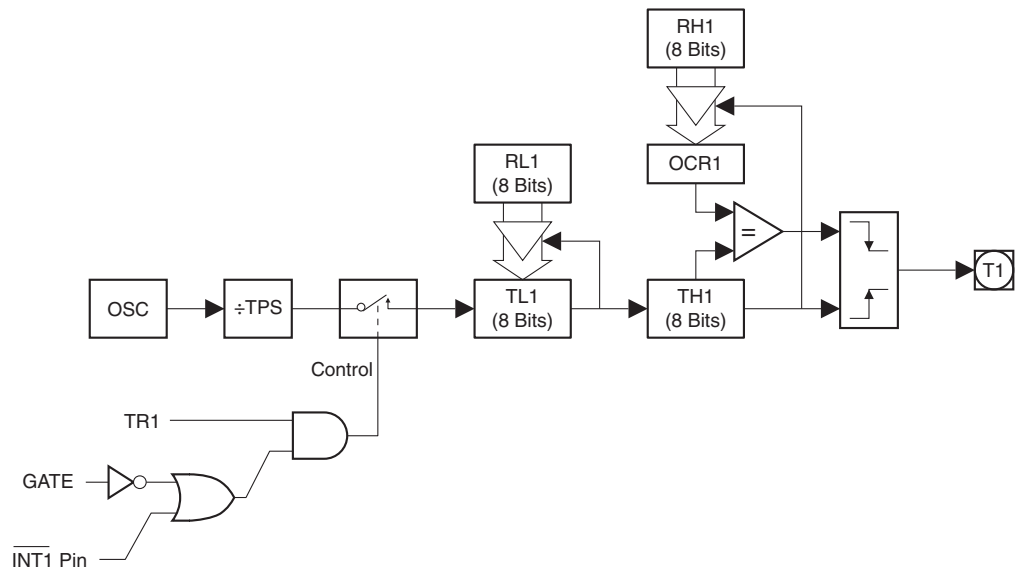 RH1
(8 Bits)
OCR1
RL1
(8 Bits)
=
OSC
÷TPS
TL1
(8 Bits)
TH1
(8 Bits)
T1
Control
TR1
GATE
INT1 Pin